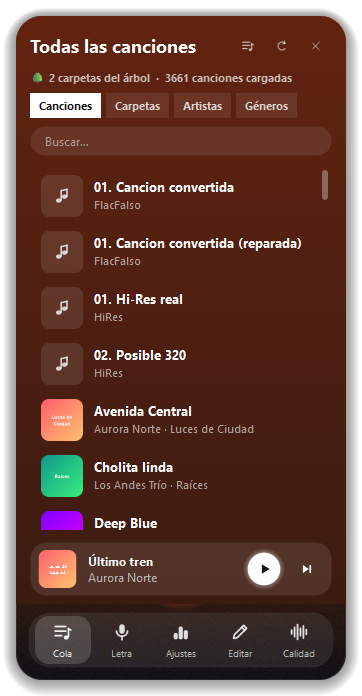 Todas las canciones
2 carpetas del árbol · 3661 canciones cargadas
Canciones Carpetas Artistas Géneros
Buscar...
01. Cancion convertida
FlacFalso
01. Cancion convertida (reparada)
FlacFalso
01. Hi-Res real
HiRes
02. Posible 320
HiRes
Luces de
Ciudad
Avenida Central
Aurora Norte · Luces de Ciudad
Raíces
Cholita linda
Los Andes Trío · Raíces
Deep Blue
Luces de
Ciudad
Último tren
Aurora Norte
Cola Letra Ajustes Editar Calidad